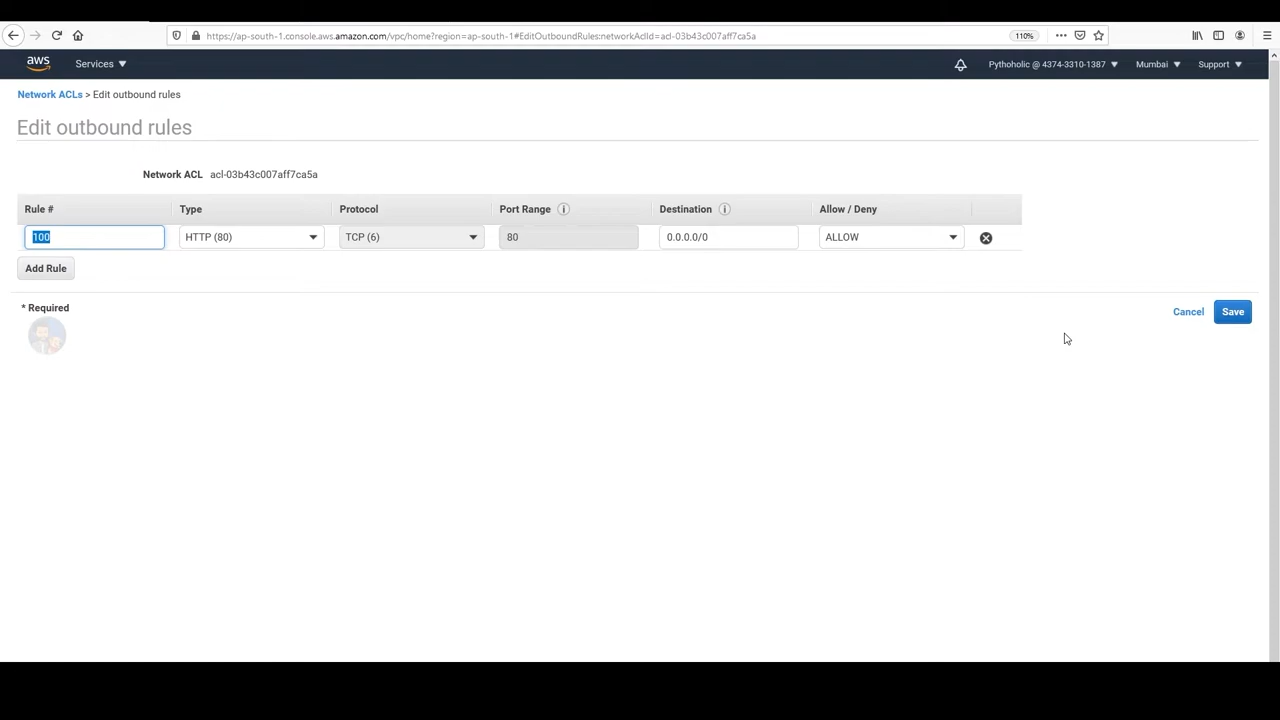 https://ap-south-1.console.aws.amazon.com/vpc/home?region=ap-south-1#EditOutboundRules:networkAclId=acl-03b43c007aff7ca5a
110%
aws Services Pythoholic @ 4374-3310-1387 Mumbai Support
Network ACLs > Edit outbound rules
Edit outbound rules
Network ACL acl-03b43c007aff7ca5a
Rule # Type Protocol Port Range Destination Allow / Deny
100 HTTP (80) TCP (6) 80 0.0.0.0/0 ALLOW
Add Rule
* Required
Cancel Save